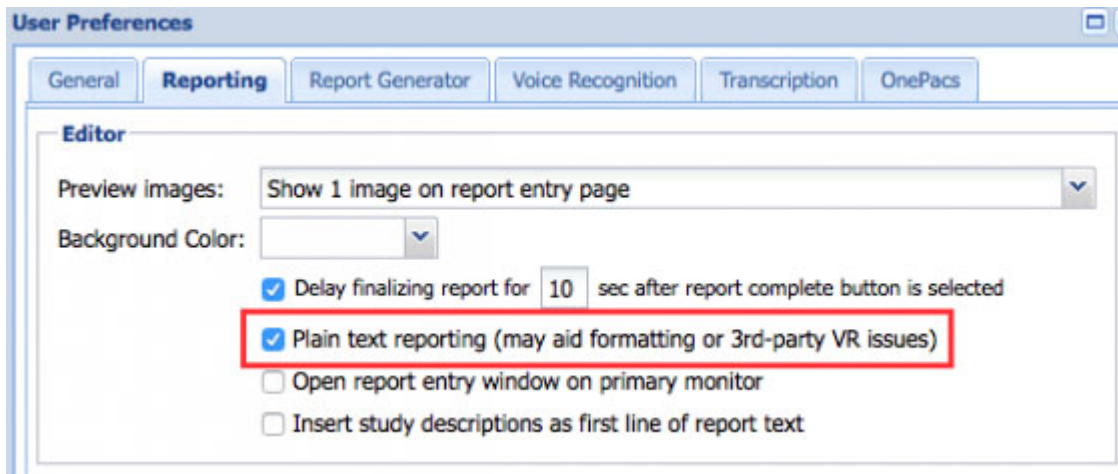 User Preferences
General Reporting Report Generator Voice Recognition Transcription OnePacs
Editor
Preview images: Show 1 image on report entry page
Background Color:
Delay finalizing report for 10 sec after report complete button is selected
Plain text reporting (may aid formatting or 3rd-party VR issues)
Open report entry window on primary monitor
Insert study descriptions as first line of report text